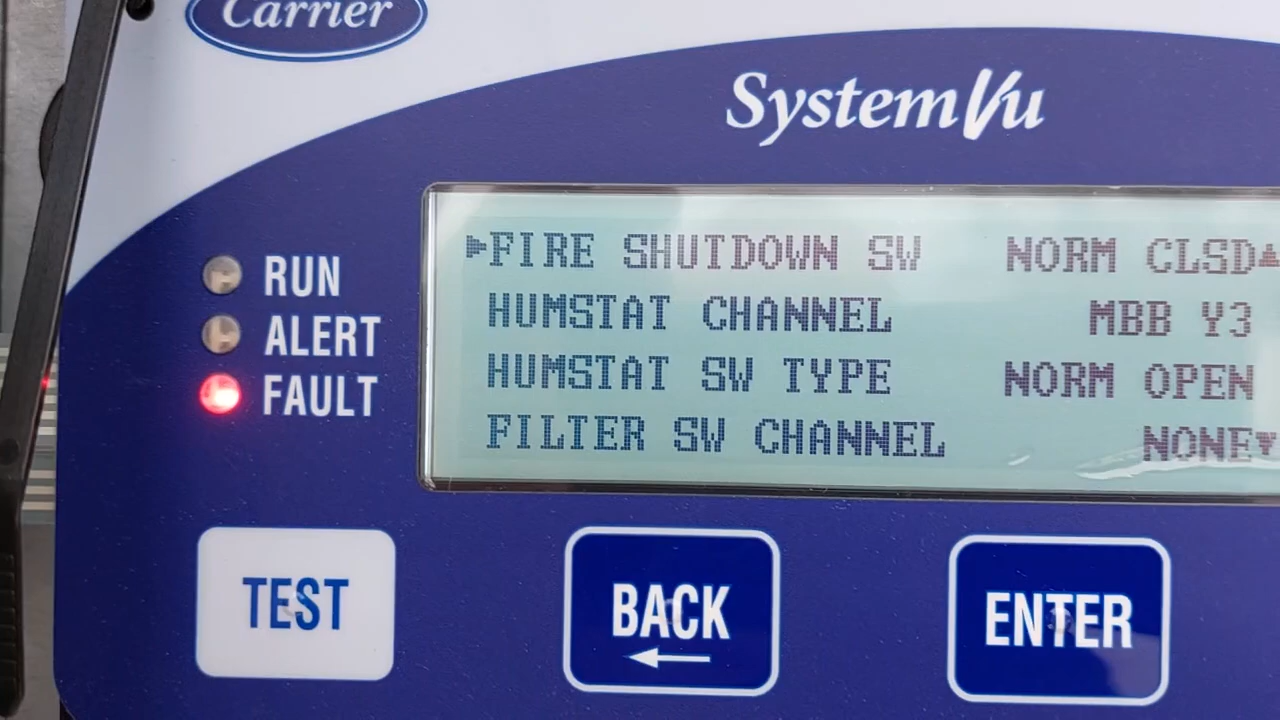 Carrier
SystemVu
RUN
ALERT
FAULT
►FIRE SHUTDOWN SW NORM CLSD▲
HUMSTAT CHANNEL MBB Y3
HUMSTAT SW TYPE NORM OPEN
FILTER SW CHANNEL NONE▼
TEST
BACK
ENTER